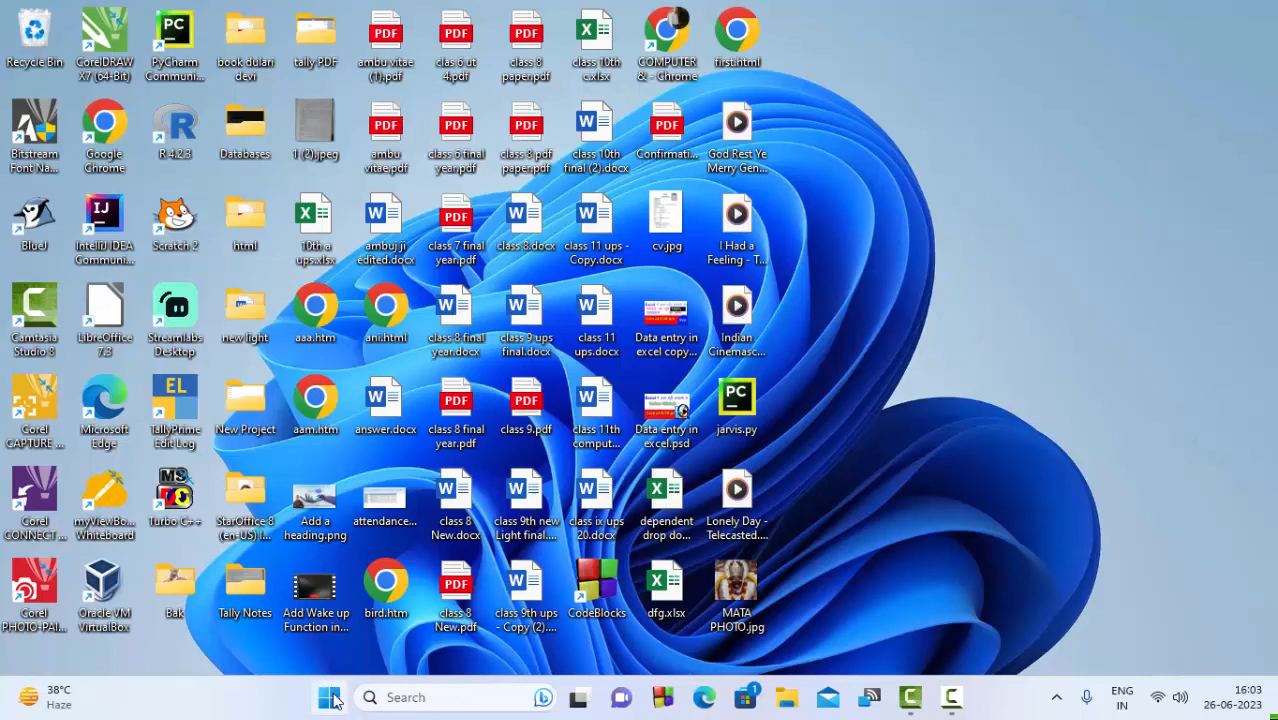 Recycle Bin
CorelDRAW
X7 (64-Bit)
PyCharm
Communi...
book dulari
devi
tally PDF
ambu vitae
(1).pdf
clas 6 ut
4.pdf
class 8
paper.pdf
class 10th
c.xlsx
COMPUTER
& - Chrome
first.html
Bitstream
Font Na...
Google
Chrome
R 4.2.3
Databases
1 (2).jpeg
ambu
vitae.pdf
class 6 final
year.pdf
class 8.pdf
paper.pdf
class 10th
final (2).docx
Confirmati...
God Rest Ye
Merry Gen...
BlueJ
IntelliJ IDEA
Communi...
Scratch 2
html
10th a
ups.xlsx
ambuj ji
edited.docx
class 7 final
year.pdf
class 8.docx
class 11 ups -
Copy.docx
cv.jpg
I Had a
Feeling - T...
Camtasia
Studio 8
LibreOffice
7.3
Streamlabs
Desktop
new light
aaa.htm
ani.html
class 8 final
year.docx
class 9 ups
final.docx
class 11
ups.docx
Data entry in
excel copy...
Indian
Cinemasc...
Corel
CAPTURE ...
Microsoft
Edge
EL
TallyPrime
Edit Log
New Project
aam.htm
answer.docx
class 8 final
year.pdf
class 9.pdf
class 11th
comput...
Data entry in
excel.psd
PC
jarvis.py
Corel
CONNECT ...
myViewBo...
Whiteboard
Turbo C++
StarOffice 8
(en-US) I...
Add a
heading.png
attendance...
class 8
New.docx
class 9th new
Light final....
class ix ups
20.docx
dependent
drop do...
Lonely Day -
Telecasted...
Corel
PHOTO-PAI...
Oracle VM
VirtualBox
Bak
Tally Notes
Add Wake up
Function in...
bird.htm
class 8
New.pdf
class 9th ups
- Copy (2)....
CodeBlocks
dfg.xlsx
MATA
PHOTO.jpg
38°C
Haze
Search
1
ENG
IN
16:03
26-06-2023